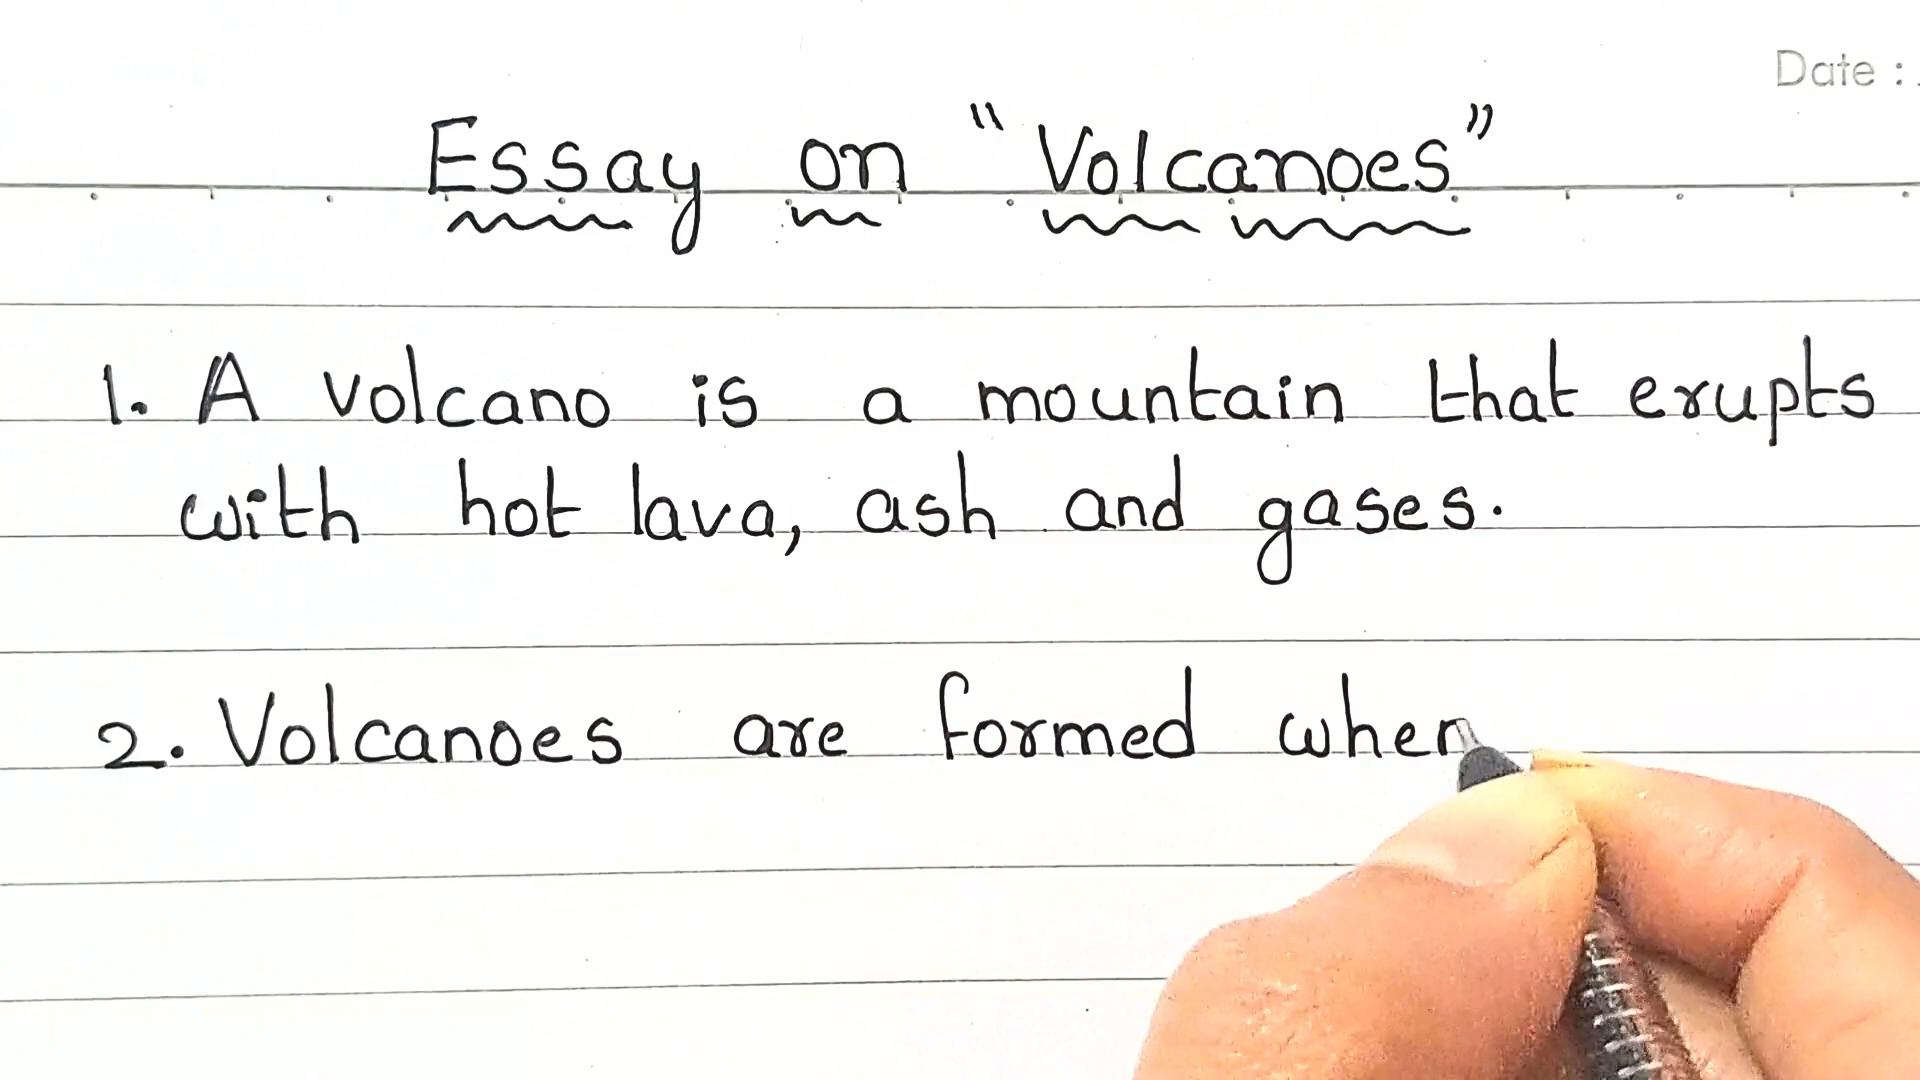 Date :
Essay on "Volcanoes"
1. A volcano is a mountain that erupts
with hot lava, ash and gases.
2. Volcanoes are formed when